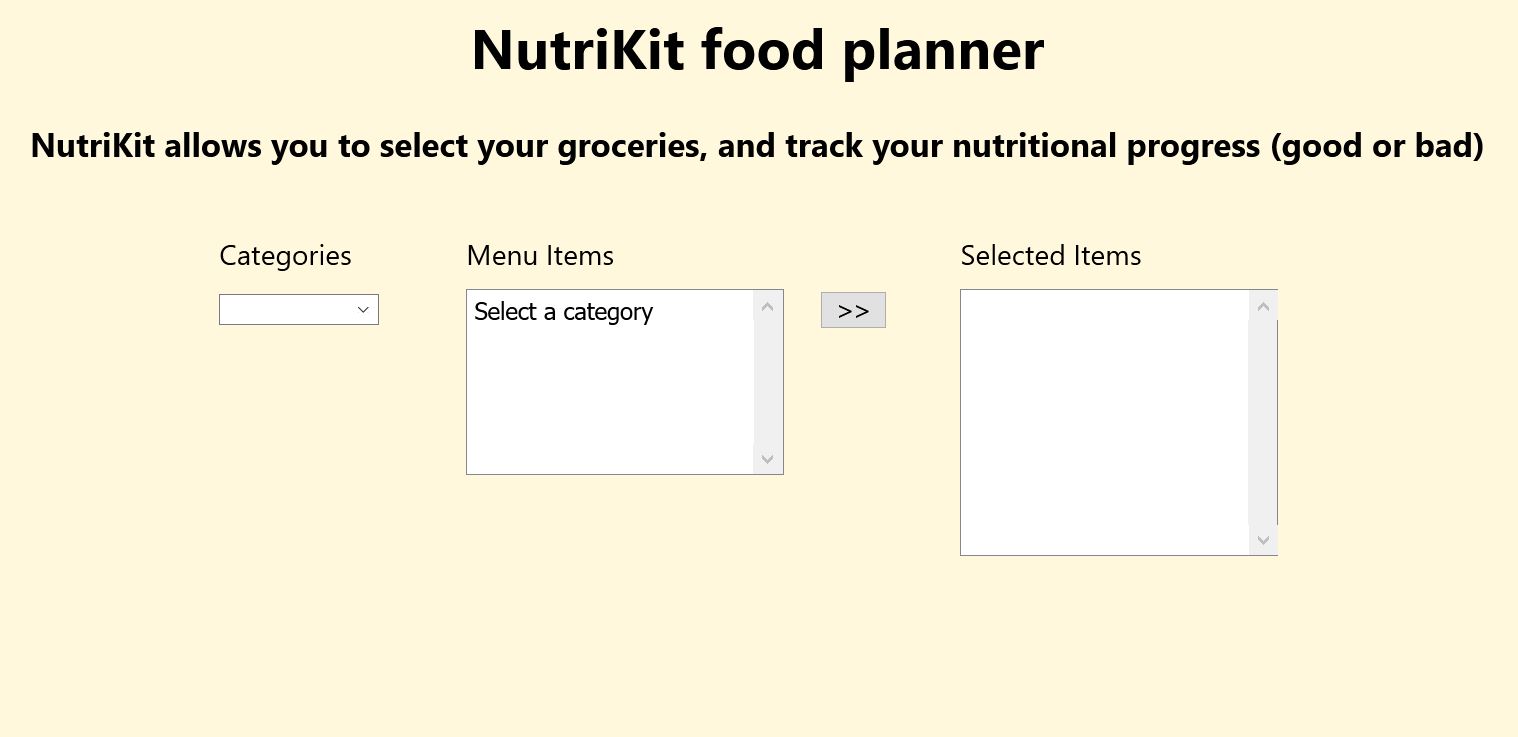 NutriKit food planner
NutriKit allows you to select your groceries, and track your nutritional progress (good or bad)
Categories
Menu Items
Selected Items
Select a category
>>